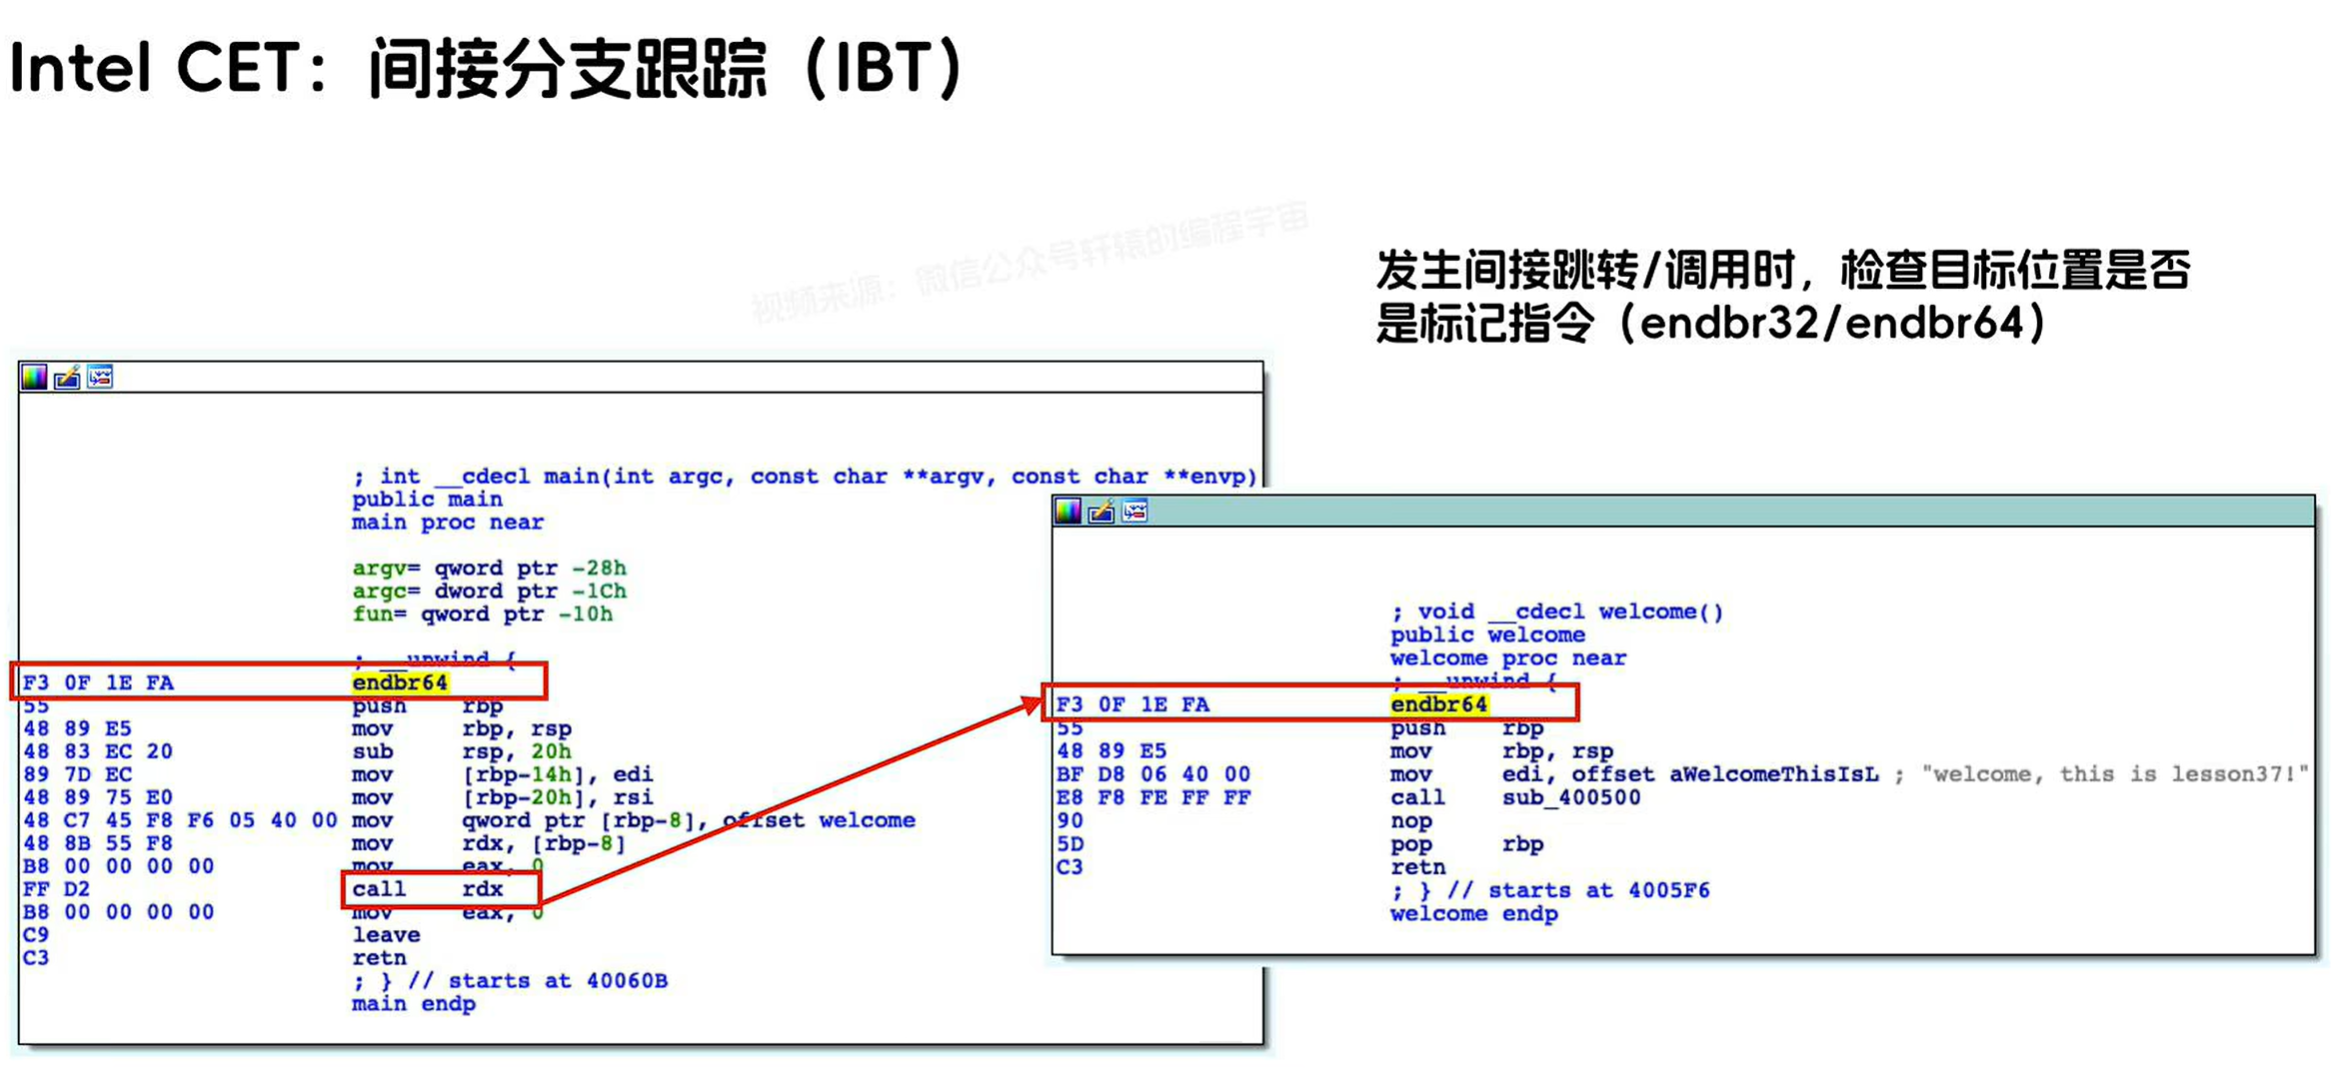 Intel CET：间接分支跟踪（IBT）
视频来源：微信公众号轩辕的编程宇宙
发生间接跳转/调用时，检查目标位置是否
是标记指令（endbr32/endbr64）
; int __cdecl main(int argc, const char **argv, const char **envp)
public main
main proc near
argv= qword ptr -28h
argc= dword ptr -1Ch
fun= qword ptr -10h
; __unwind {
F3 0F 1E FA endbr64
55 push rbp
48 89 E5 mov rbp, rsp
48 83 EC 20 sub rsp, 20h
89 7D EC mov [rbp-14h], edi
48 89 75 E0 mov [rbp-20h], rsi
48 C7 45 F8 F6 05 40 00 mov qword ptr [rbp-8], offset welcome
48 8B 55 F8 mov rdx, [rbp-8]
B8 00 00 00 00 mov eax, 0
FF D2 call rdx
B8 00 00 00 00 mov eax, 0
C9 leave
C3 retn
; } // starts at 40060B
main endp
; void __cdecl welcome()
public welcome
welcome proc near
; __unwind {
F3 0F 1E FA endbr64
55 push rbp
48 89 E5 mov rbp, rsp
BF D8 06 40 00 mov edi, offset aWelcomeThisIsL ; "welcome, this is lesson37!"
E8 F8 FE FF FF call sub_400500
90 nop
5D pop rbp
C3 retn
; } // starts at 4005F6
welcome endp